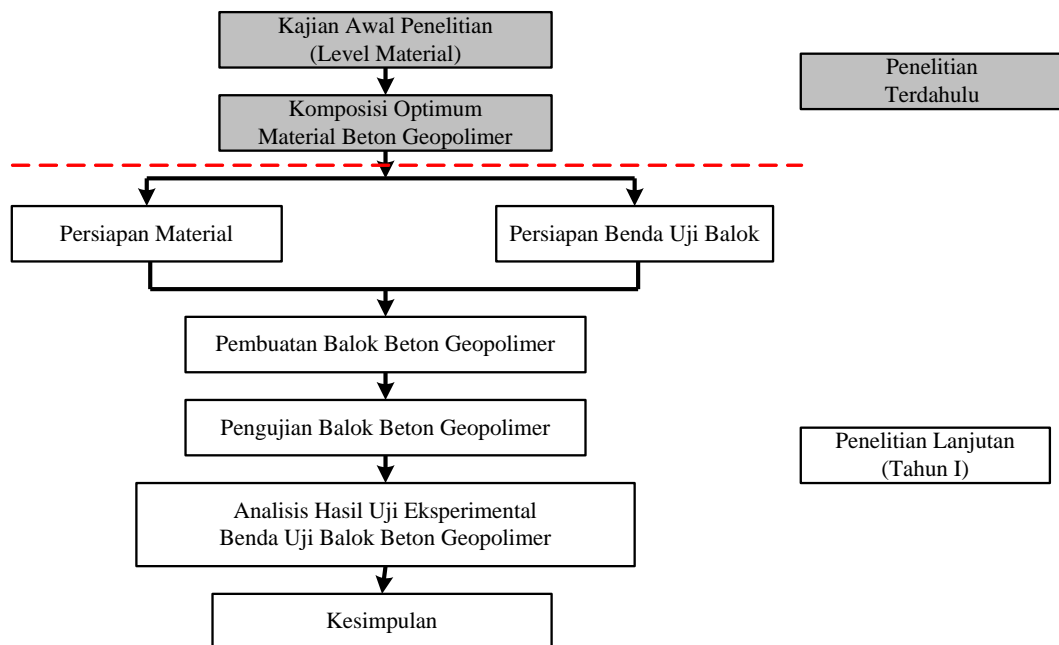 Kajian Awal Penelitian
(Level Material)
Penelitian
Terdahulu
Komposisi Optimum
Material Beton Geopolimer
Persiapan Material
Persiapan Benda Uji Balok
Pembuatan Balok Beton Geopolimer
Pengujian Balok Beton Geopolimer
Penelitian Lanjutan
(Tahun I)
Analisis Hasil Uji Eksperimental
Benda Uji Balok Beton Geopolimer
Kesimpulan